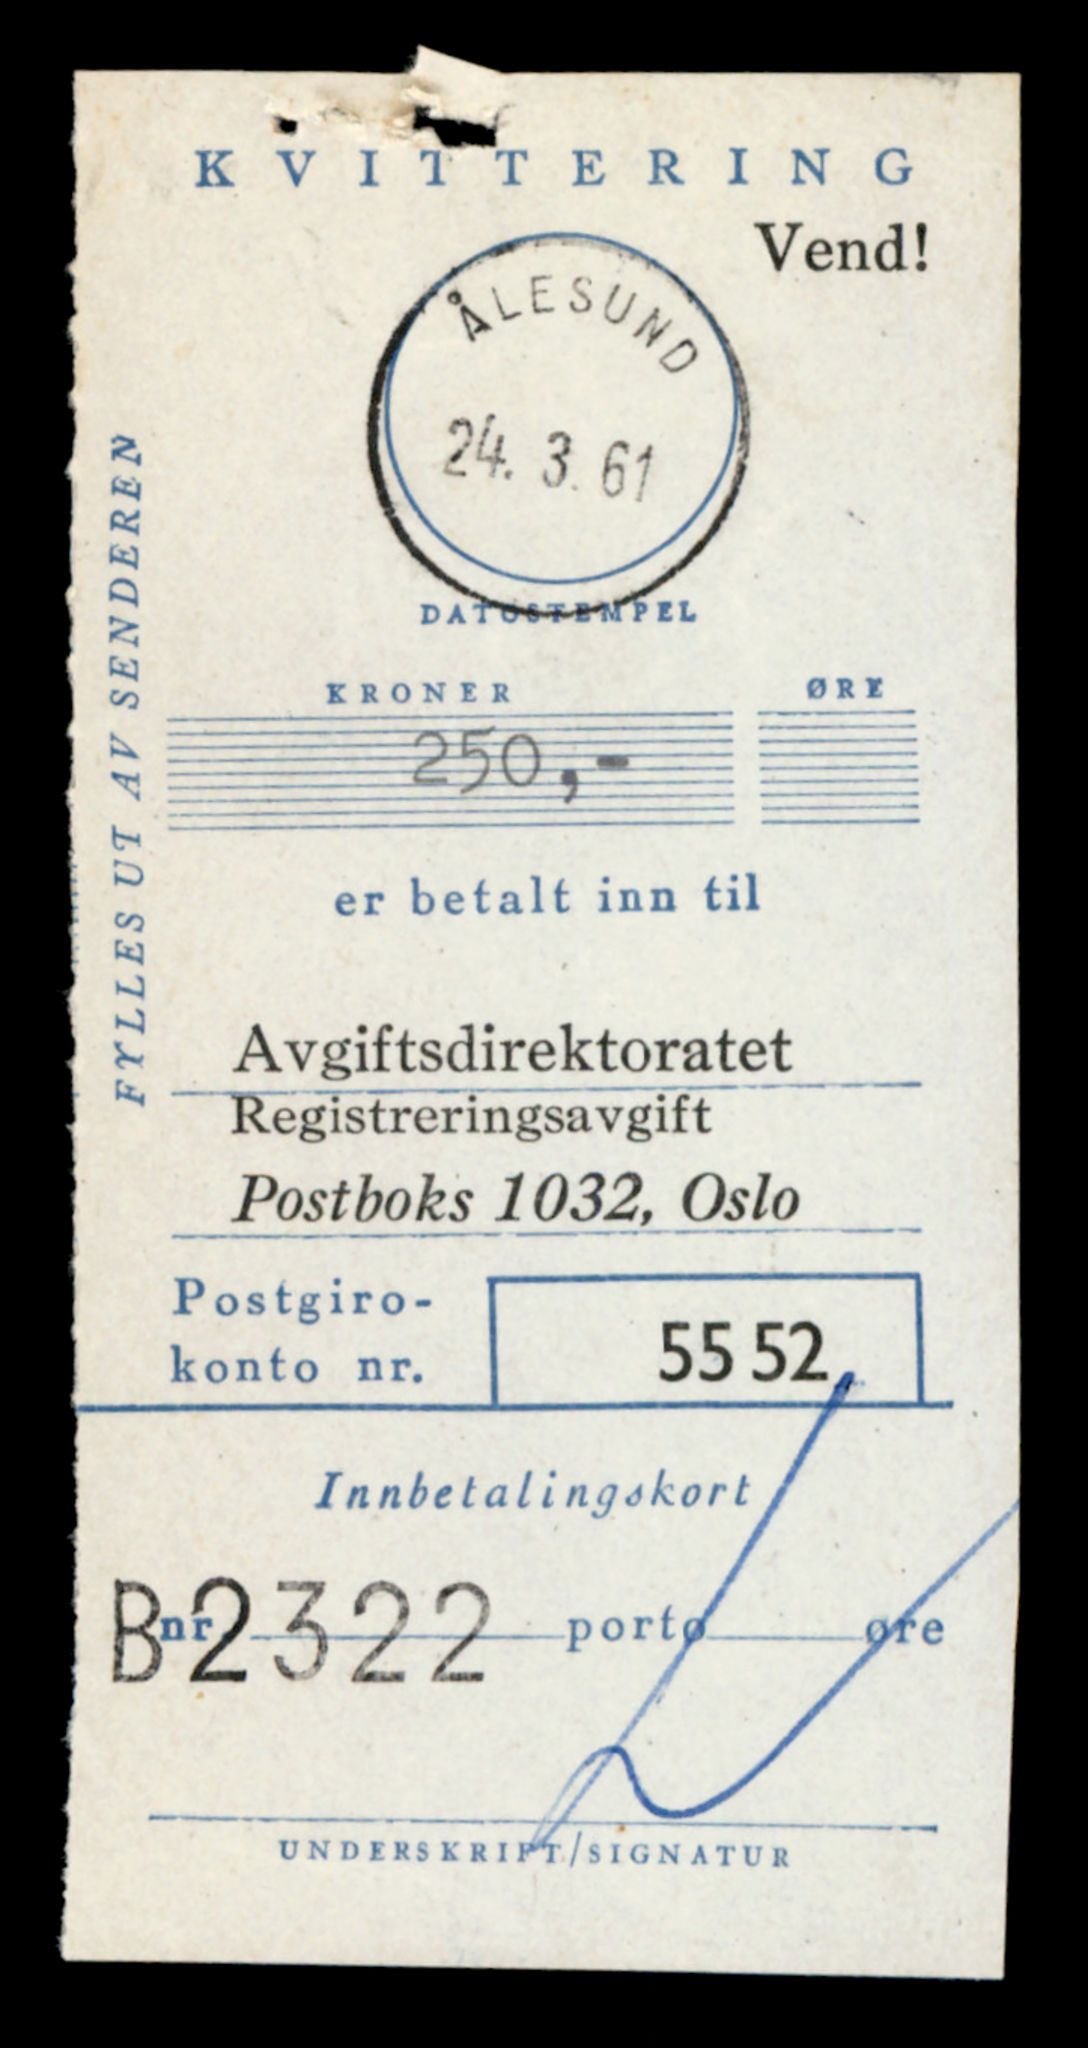 KVITTERING
Vend!
ÅLESUND
24. 3. 61
DATOSTEMPEL
FYLLES UT AV SENDEREN
KRONER ØRE
250,-
er betalt inn til
Avgiftsdirektoratet
Registreringsavgift
Postboks 1032, Oslo
Postgiro-
konto nr. 55 52
Innbetalingskort
B nr 2322 porto øre
UNDERSKRIFT/SIGNATUR